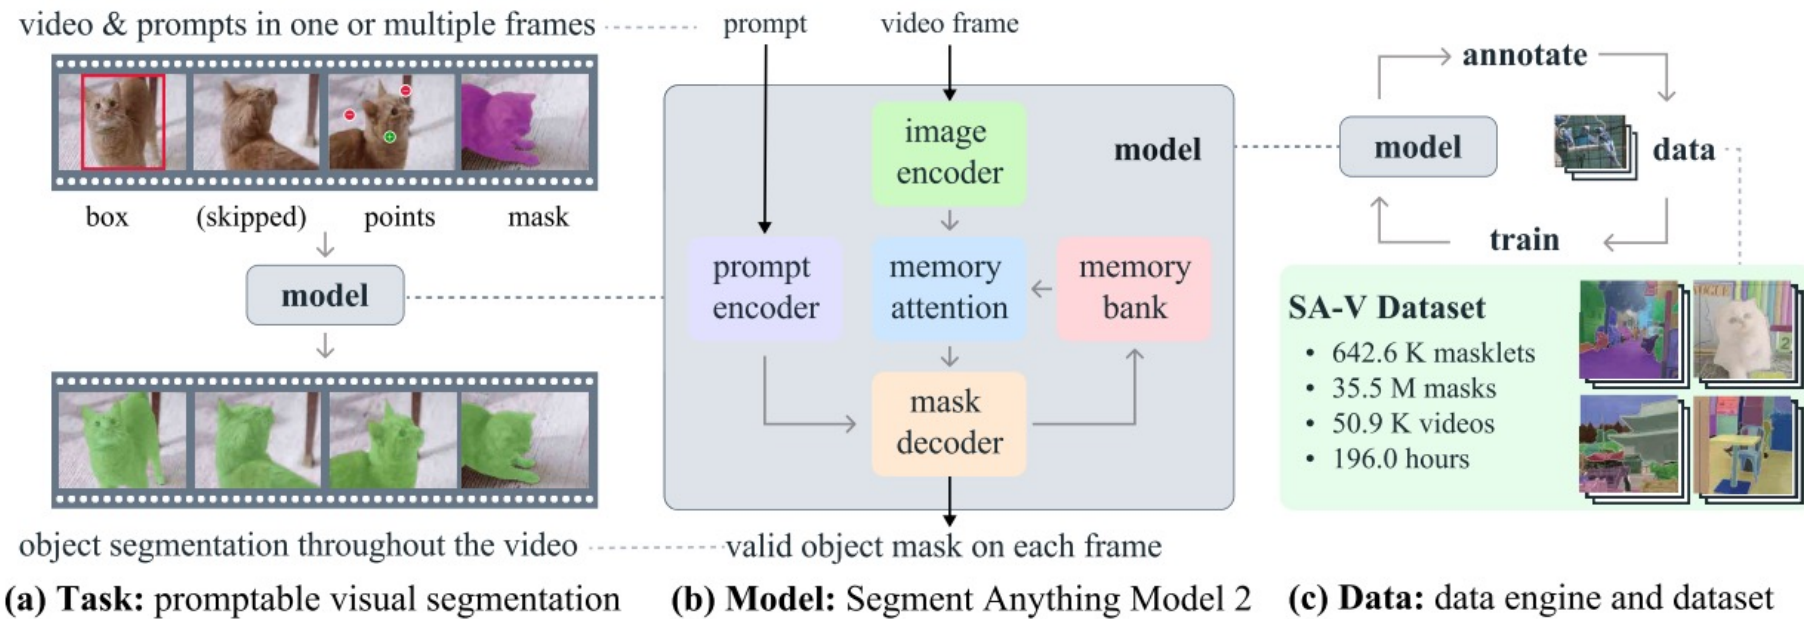 video & prompts in one or multiple frames
box (skipped) points mask
model
object segmentation throughout the video
(a) Task: promptable visual segmentation
prompt video frame
image
encoder
model
prompt
encoder
memory
attention
memory
bank
mask
decoder
valid object mask on each frame
(b) Model: Segment Anything Model 2
annotate
model
data
train
SA-V Dataset
• 642.6 K masklets
• 35.5 M masks
• 50.9 K videos
• 196.0 hours
VOGUE
2
(c) Data: data engine and dataset